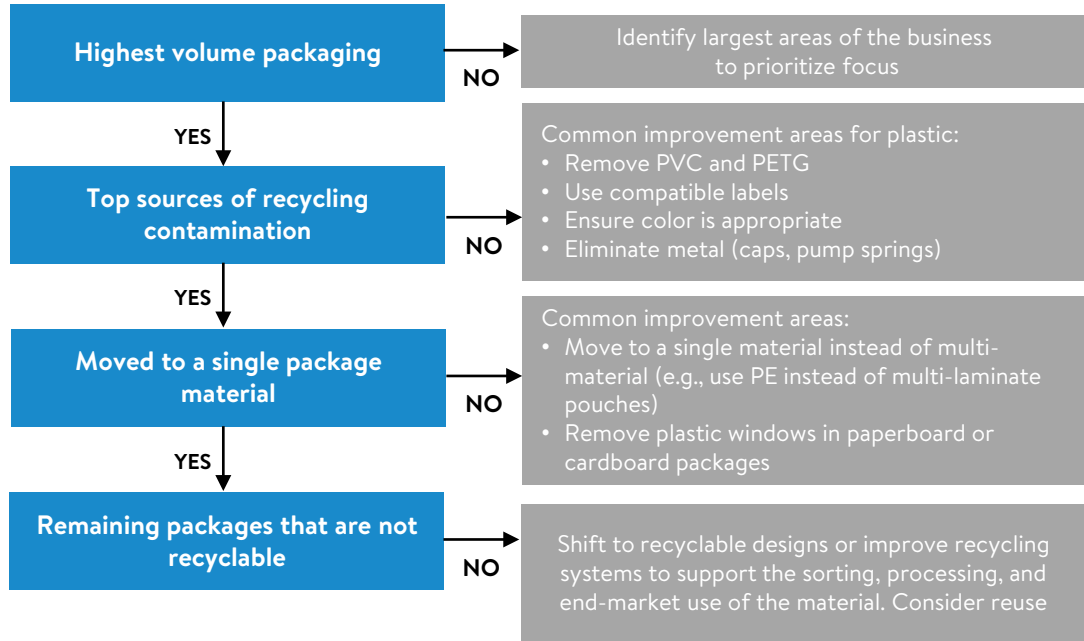 Highest volume packaging
NO
Identify largest areas of the business
to prioritize focus
YES
Top sources of recycling
contamination
NO
Common improvement areas for plastic:
• Remove PVC and PETG
• Use compatible labels
• Ensure color is appropriate
• Eliminate metal (caps, pump springs)
YES
Moved to a single package
material
NO
Common improvement areas:
• Move to a single material instead of multi-
material (e.g., use PE instead of multi-laminate
pouches)
• Remove plastic windows in paperboard or
cardboard packages
YES
Remaining packages that are not
recyclable
NO
Shift to recyclable designs or improve recycling
systems to support the sorting, processing, and
end-market use of the material. Consider reuse